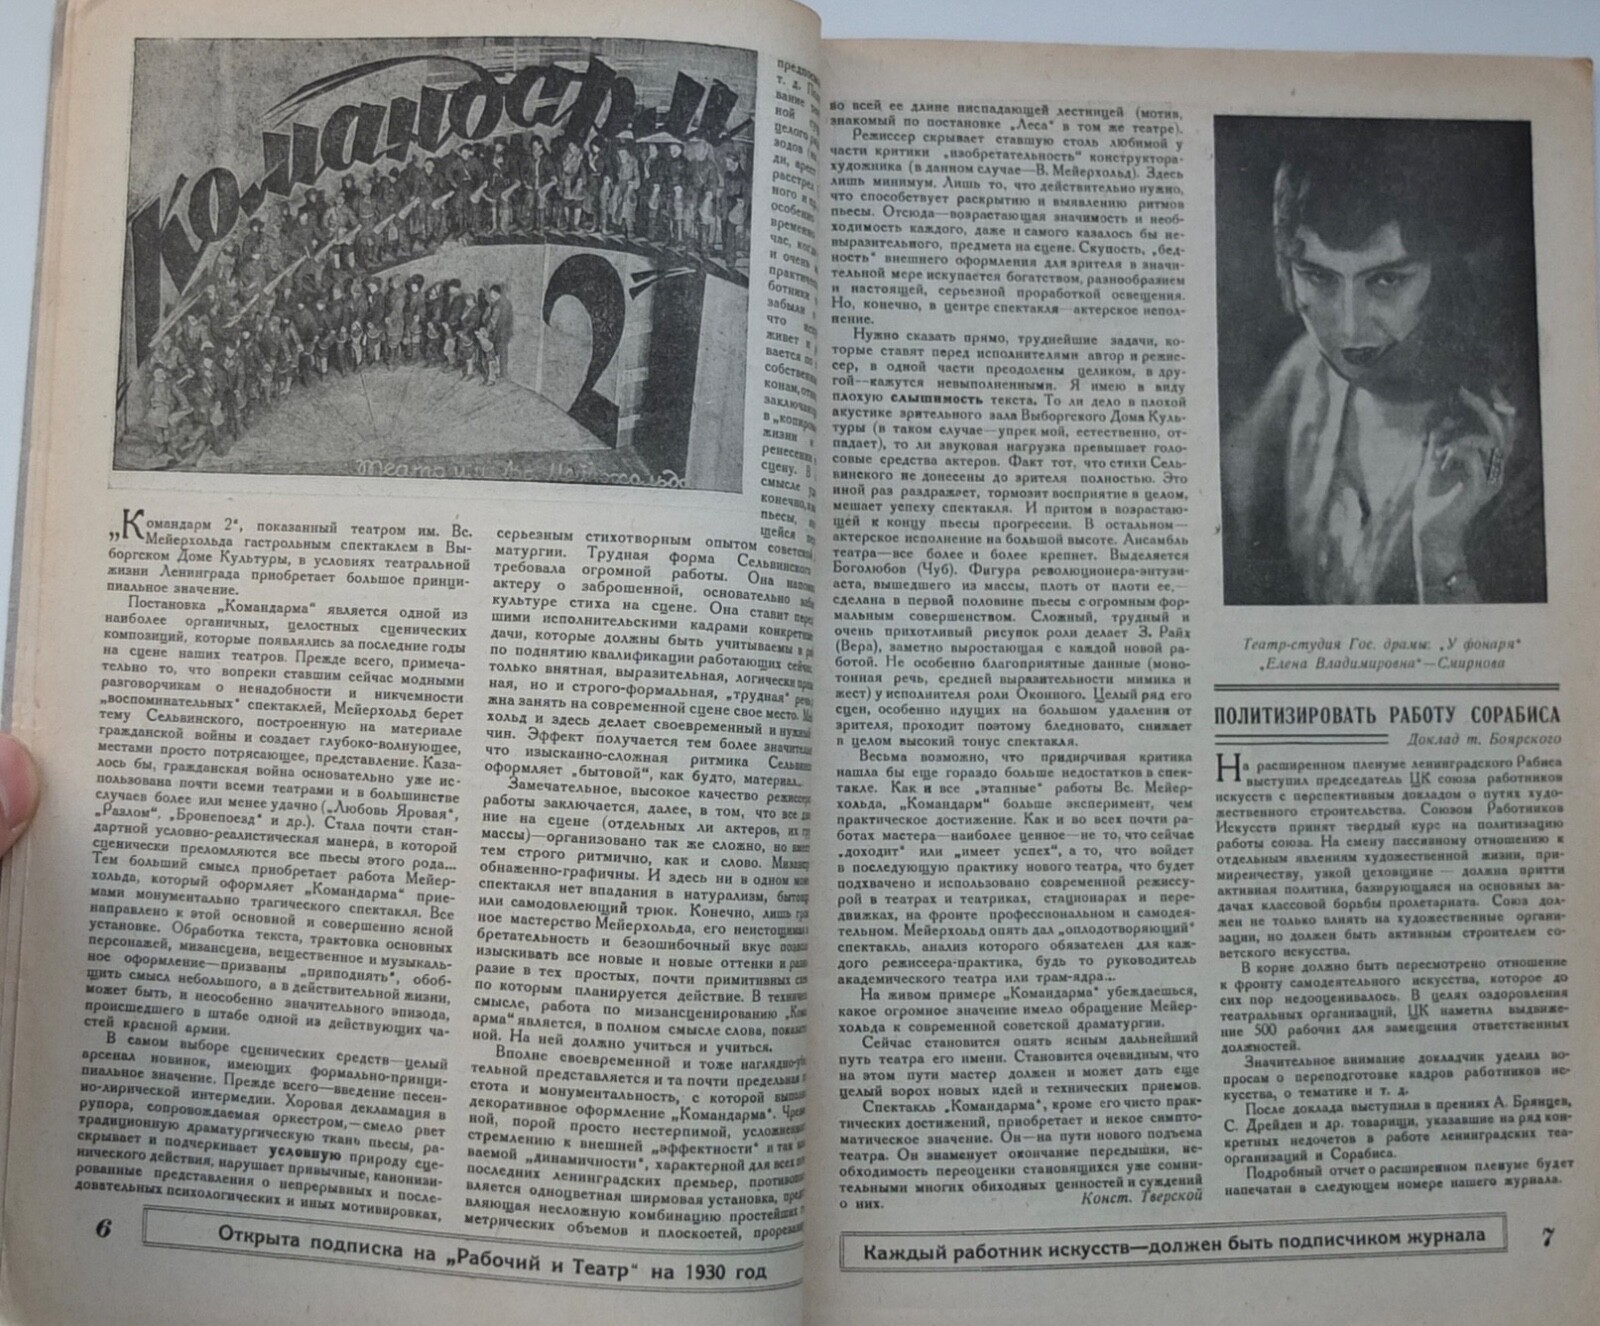 Командарм
2
„Командарм 2“, показанный театром им. Вс.
Мейерхольда гастрольным спектаклем в Вы-
боргском Доме Культуры, в условиях театральной
жизни Ленинграда приобретает большое принци-
пиальное значение.
Постановка „Командарма“ является одной из
наиболее органичных, целостных сценических
композиций, которые появлялись за последние годы
на сцене наших театров. Прежде всего, примеча-
тельно то, что вопреки ставшим сейчас модными
разговорчикам о ненадобности и никчемности
„воспоминательных“ спектаклей, Мейерхольд берет
тему Сельвинского, построенную на материале
гражданской войны и создает глубоко-волнующее,
местами просто потрясающее, представление. Каза-
лось бы, гражданская война основательно уже ис-
пользована почти всеми театрами и в большинстве
случаев более или менее удачно („Любовь Яровая“,
„Разлом“, „Бронепоезд“ и др.). Стала почти стан-
дартной условно-реалистическая манера, в которой
сценически преломляются все пьесы этого рода...
Тем больший смысл приобретает работа Мейер-
хольда, который оформляет „Командарма“ прие-
мами монументально трагического спектакля. Все
направлено к этой основной и совершенно ясной
установке. Обработка текста, трактовка основных
персонажей, мизансцена, вещественное и музыкаль-
ное оформление—призваны „приподнять“, обоб-
щить смысл небольшого, а в действительной жизни,
может быть, и неособенно значительного эпизода,
происшедшего в штабе одной из действующих ча-
стей красной армии.
В самом выборе сценических средств—целый
арсенал новинок, имеющих формально-принци-
пиальное значение. Прежде всего—введение песен-
но-лирической интермедии. Хоровая декламация в
рупора, сопровождаемая оркестром,—смело рвет
традиционную драматургическую ткань пьесы, ра-
скрывает и подчеркивает условную природу сце-
нического действия, нарушает привычные, канонизи-
рованные представления о непрерывных и после-
довательных психологических и иных мотивировках,
т. д.
вание
ной
целого
расстрел
ного и
особенно
час,
и очень
забыли
что
живет и
собствен
заключа
жизни
сцену. В
смысле
конечно,
пьесы,
щейся
серьезным стихотворным опытом советской
матургии. Трудная форма Сельвинского
требовала огромной работы. Она
актеру о заброшенной, основательно
культуре стиха на сцене. Она ставит
шими исполнительскими кадрами
дачи, которые должны быть учитываемы в
по поднятию квалификации работающих
только внятная, выразительная, логически
ная, но и строго-формальная, „трудная“
жна занять на современной сцене свое место.
хольд и здесь делает своевременный и
чин. Эффект получается тем более
что изысканно-сложная ритмика
оформляет „бытовой“, как будто, материал...
Замечательное, высокое качество
работы заключается, далее, в том, что все
ние на сцене (отдельных ли актеров,
массы)—организовано так же сложно, но
тем строго ритмично, как и слово.
обнаженно-графичны. И здесь ни в одном
спектакля нет впадания в натурализм,
или самодовлеющий трюк. Конечно, лишь
ное мастерство Мейерхольда, его
бретательность и безошибочный вкус
изыскивать все новые и новые оттенки и
разие в тех простых, почти примитивных
по которым планируется действие. В
смысле, работа по мизансценированию
арма“ является, в полном смысле слова,
ной. На ней должно учиться и учиться.
Вполне своевременной и тоже
тельной представляется и та почти предельная
стота и монументальность, с которой
декоративное оформление „Командарма“.
ной, порой просто нестерпимой,
стремлению к внешней „эффектности“ и
ваемой „динамичности“, характерной для всех
последних ленинградских премьер,
вляется одноцветная ширмовая установка,
вляющая несложную комбинацию простейших
метрических объемов и плоскостей,
6
Открыта подписка на „Рабочий и Театр“ на 1930 год
во всей ее длине ниспадающей лестницей (мотив,
знакомый по постановке „Леса“ в том же театре).
Режиссер скрывает ставшую столь любимой у
части критики „изобретательность“ конструктора-
художника (в данном случае—В. Мейерхольд). Здесь
лишь минимум. Лишь то, что действительно нужно,
что способствует раскрытию и выявлению ритмов
пьесы. Отсюда—возрастающая значимость и необ-
ходимость каждого, даже и самого казалось бы не-
выразительного, предмета на сцене. Скупость, „бед-
ность“ внешнего оформления для зрителя в значи-
тельной мере искупается богатством, разнообразием
и настоящей, серьезной проработкой освещения.
Но, конечно, в центре спектакля—актерское испол-
нение.
Нужно сказать прямо, труднейшие задачи, ко-
торые ставят перед исполнителями автор и режис-
сер, в одной части преодолены целиком, в дру-
гой—кажутся невыполненными. Я имею в виду
плохую слышимость текста. То ли дело в плохой
акустике зрительного зала Выборгского Дома Куль-
туры (в таком случае—упрек мой, естественно, от-
падает), то ли звуковая нагрузка превышает голо-
совые средства актеров. Факт тот, что стихи Сель-
винского не донесены до зрителя полностью. Это
иной раз раздражает, тормозит восприятие в целом,
мешает успеху спектакля. И притом в возрастаю-
щей к концу пьесы прогрессии. В остальном—
актерское исполнение на большой высоте. Ансамбль
театра—все более и более крепнет. Выделяется
Боголюбов (Чуб). Фигура революционера-энтузи-
аста, вышедшего из массы, плоть от плоти ее,—
сделана в первой половине пьесы с огромным фор-
мальным совершенством. Сложный, трудный и
очень прихотливый рисунок роли делает З. Райх
(Вера), заметно выростающая с каждой новой ра-
ботой. Не особенно благоприятные данные (моно-
тонная речь, средней выразительности мимика и
жест) у исполнителя роли Оконного. Целый ряд его
сцен, особенно идущих на большом удалении от
зрителя, проходит поэтому бледновато, снижает
в целом высокий тонус спектакля.
Весьма возможно, что придирчивая критика
нашла бы еще гораздо больше недостатков в спек-
такле. Как и все „этапные“ работы Вс. Мейер-
хольда, „Командарм“ больше эксперимент, чем
практическое достижение. Как и во всех почти ра-
ботах мастера—наиболее ценное—не то, что сейчас
„доходит“ или „имеет успех“, а то, что войдет
в последующую практику нового театра, что будет
подхвачено и использовано современной режиссу-
рой в театрах и театриках, стационарах и пере-
движках, на фронте профессиональном и самодея-
тельном. Мейерхольд опять дал „оплодотворяющий“
спектакль, анализ которого обязателен для каж-
дого режиссера-практика, будь то руководитель
академического театра или трам-ядра...
На живом примере „Командарма“ убеждаешься,
какое огромное значение имело обращение Мейер-
хольда к современной советской драматургии.
Сейчас становится опять ясным дальнейший
путь театра его имени. Становится очевидным, что
на этом пути мастер должен и может дать еще
целый ворох новых идей и технических приемов.
Спектакль „Командарма“, кроме его чисто прак-
тических достижений, приобретает и некое симпто-
матическое значение. Он—на пути нового подъема
театра. Он знаменует окончание передышки, не-
обходимость переоценки становящихся уже сомни-
тельными многих обиходных ценностей и суждений
о них.
Конст. Тверской
Театр-студия Гос. драмы: „У фонаря“
„Елена Владимировна“—Смирнова
ПОЛИТИЗИРОВАТЬ РАБОТУ СОРАБИСА
Доклад т. Боярского
На расширенном пленуме ленинградского Рабиса
выступил председатель ЦК союза работников
искусств с перспективным докладом о путях худо-
жественного строительства. Союзом Работников
Искусств принят твердый курс на политизацию
работы союза. На смену пассивному отношению к
отдельным явлениям художественной жизни, при-
миренчеству, узкой цеховщине — должна притти
активная политика, базирующаяся на основных за-
дачах классовой борьбы пролетариата. Союз дол-
жен не только влиять на художественные органи-
зации, но должен быть активным строителем со-
ветского искусства.
В корне должно быть пересмотрено отношение
к фронту самодеятельного искусства, которое до
сих пор недооценивалось. В целях оздоровления
театральных организаций, ЦК наметил выдвиже-
ние 500 рабочих для замещения ответственных
должностей.
Значительное внимание докладчик уделил во-
просам о переподготовке кадров работников ис-
кусства, о тематике и т. д.
После доклада выступили в прениях А. Брянцев,
С. Дрейден и др. товарищи, указавшие на ряд кон-
кретных недочетов в работе ленинградских теа-
организаций и Сорабиса.
Подробный отчет о расширенном пленуме будет
напечатан в следующем номере нашего журнала.
Каждый работник искусств—должен быть подписчиком журнала
7